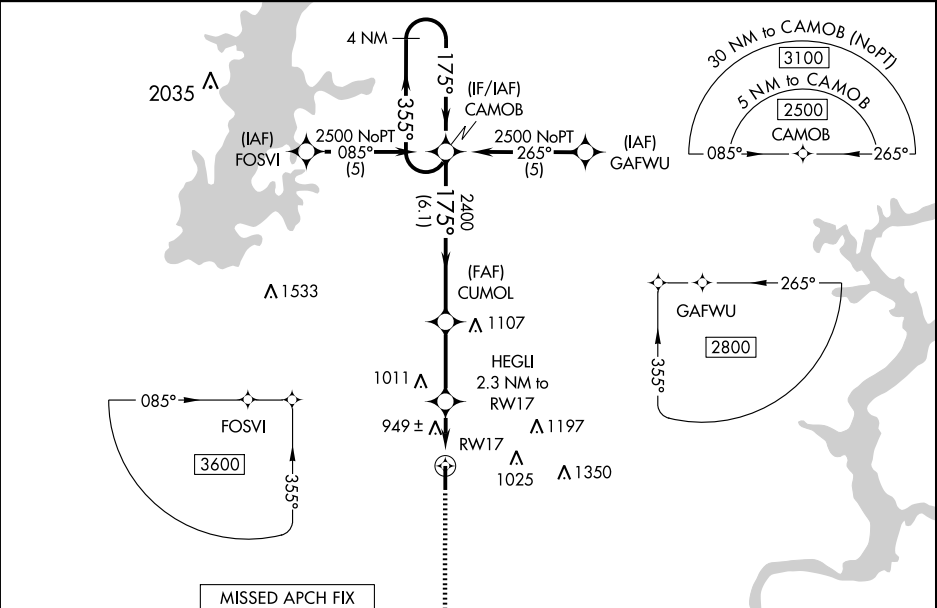 4 NM
175°
355°
2035
(IF/IAF)
CAMOB
(IAF)
FOSVI
2500 NoPT
085°
(5)
2500 NoPT
265°
(5)
(IAF)
GAFWU
30 NM to CAMOB (NoPT)
3100
5 NM to CAMOB
2500
CAMOB
085°
265°
2400
175°
(6.1)
1533
(FAF)
CUMOL
1107
265°
GAFWU
2800
355°
HEGLI
2.3 NM to
RW17
1011
949 ±
RW17
1197
1025
1350
085°
FOSVI
3600
355°
MISSED APCH FIX